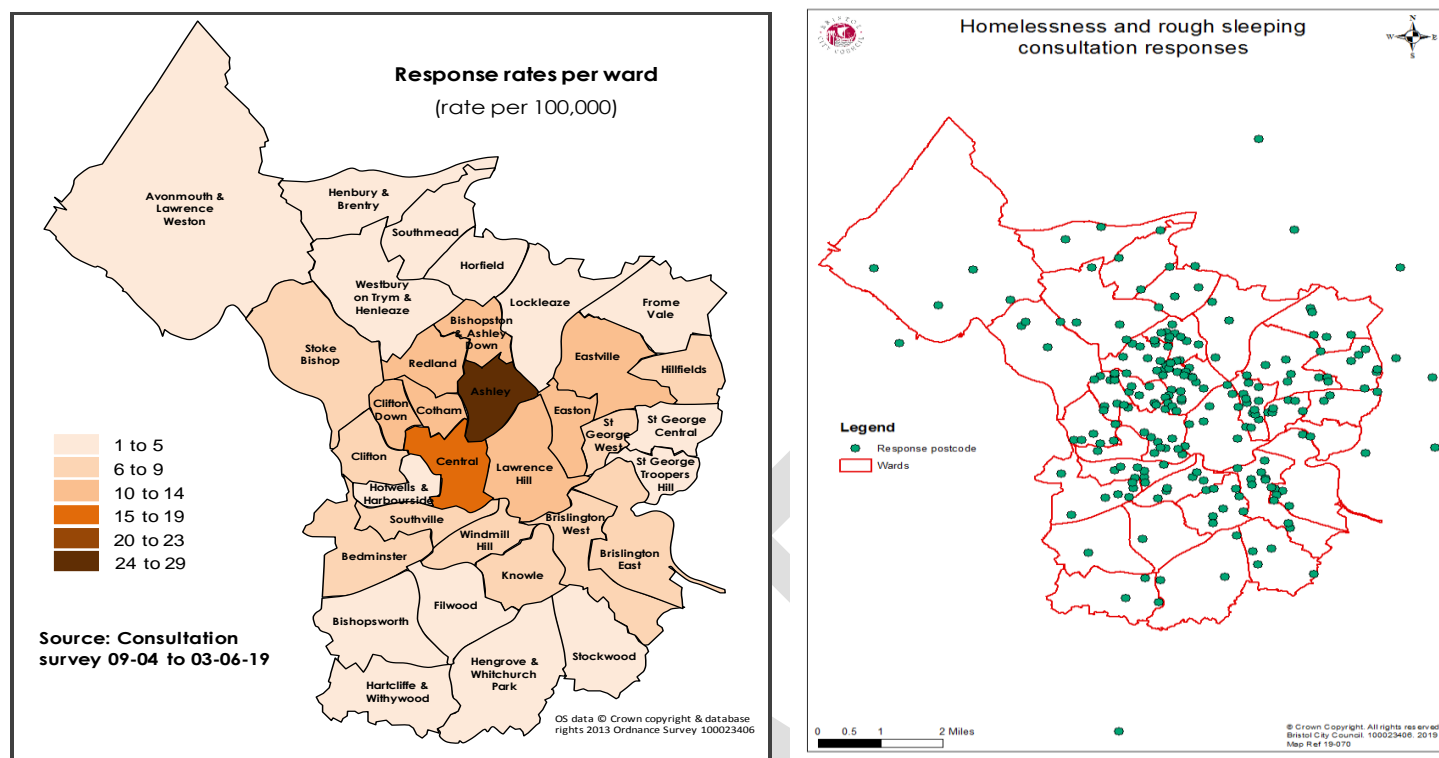 Response rates per ward
(rate per 100,000)
Avonmouth &
Lawrence
Weston
Henbury &
Brentry
Southmead
Horfield
Westbury
on Trym &
Henleaze
Lockleaze
Frome
Vale
Bishopston
& Ashley
Down
Stoke
Bishop
Redland
Eastville
Hillfields
Ashley
Clifton
Down
Cotham
Easton
St
George
West
St George
Central
Clifton
Central
Lawrence
Hill
St George
Troopers
Hill
Hotwells &
Harbourside
Southville
Brislington
West
Bedminster
Windmill
Hill
Brislington
East
Knowle
Filwood
Bishopsworth
Stockwood
Hengrove &
Whitchurch
Park
Hartcliffe &
Withywood
1 to 5
6 to 9
10 to 14
15 to 19
20 to 23
24 to 29
Source: Consultation
survey 09-04 to 03-06-19
OS data © Crown copyright & database
rights 2013 Ordnance Survey 100023406
BRISTOL
CITY COUNCIL
Homelessness and rough sleeping
consultation responses
N
W E
S
Legend
Response postcode
Wards
0 0.5 1 2 Miles
© Crown Copyright. All rights reserved
Bristol City Council. 100023406. 2019
Map Ref 19-070